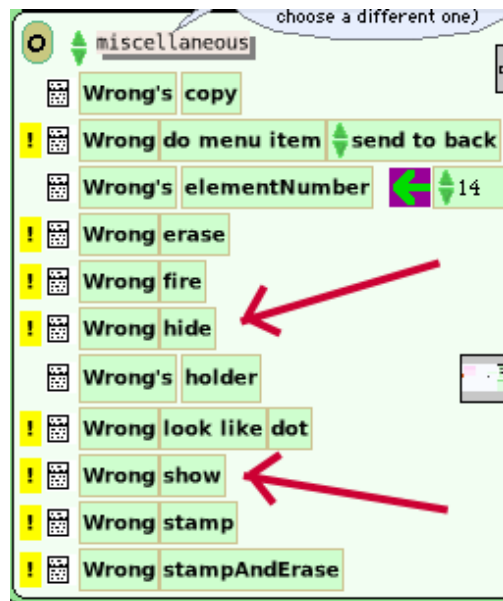 choose a different one)
miscellaneous
Wrong's copy
! Wrong do menu item send to back
Wrong's elementNumber 14
! Wrong erase
! Wrong fire
! Wrong hide
Wrong's holder
! Wrong look like dot
! Wrong show
! Wrong stamp
! Wrong stampAndErase